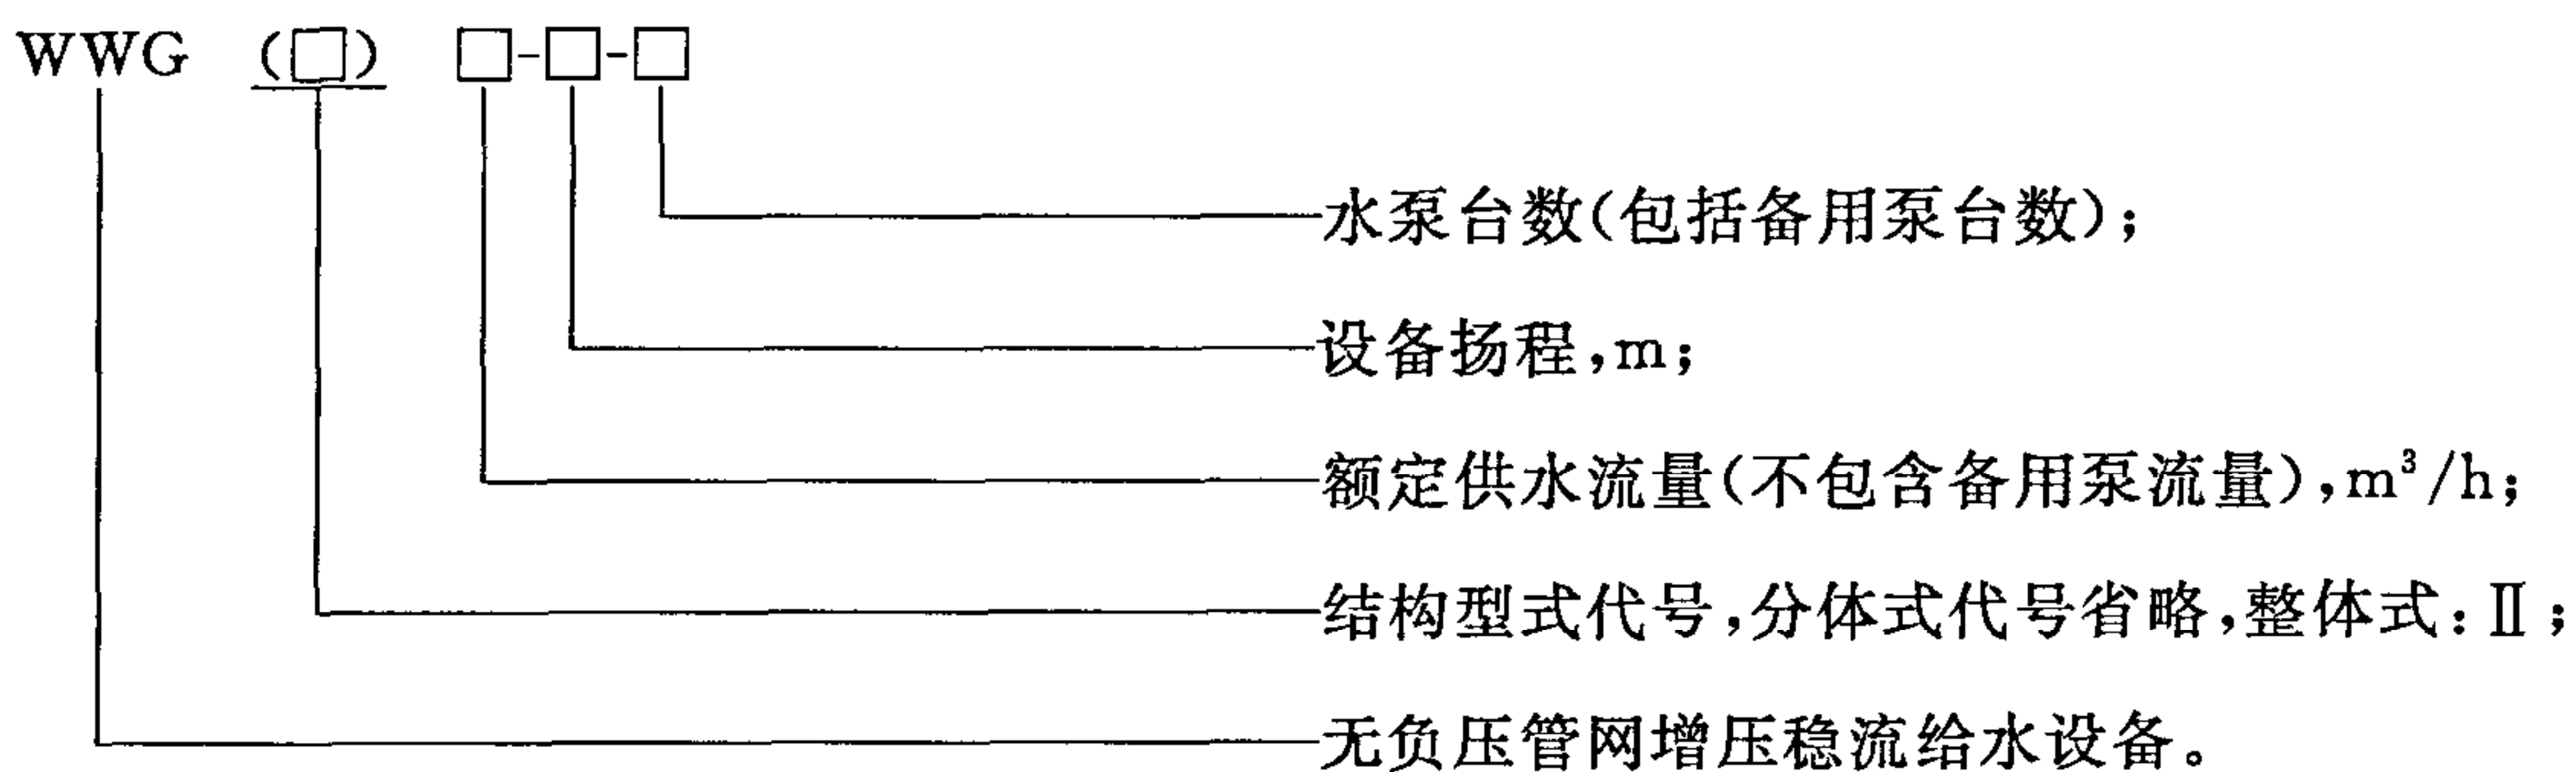 WWG (□) □-□-□
水泵台数(包括备用泵台数);
设备扬程,m;
额定供水流量(不包含备用泵流量),m³/h;
结构型式代号,分体式代号省略,整体式:Ⅱ;
无负压管网增压稳流给水设备。